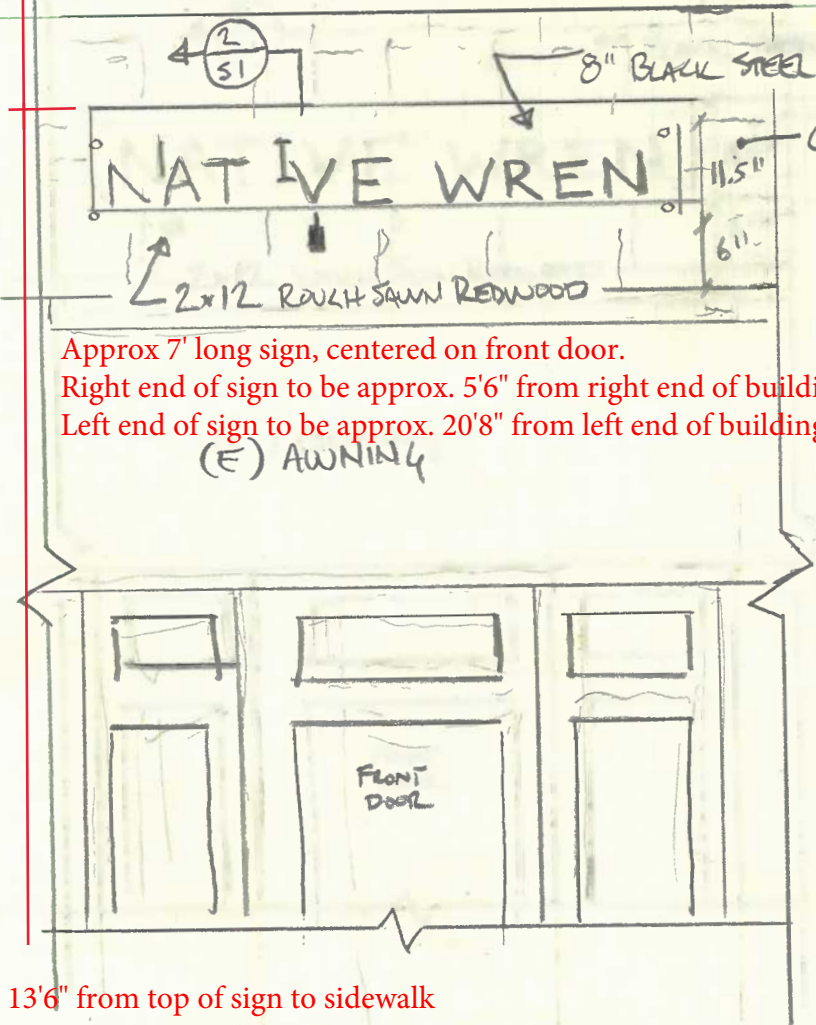 2
S1
8" BLACK STEEL
NATIVE WREN
11.5"
6"
2x12 ROUGH SAWN REDWOOD
Approx 7' long sign, centered on front door.
Right end of sign to be approx. 5'6" from right end of buildi
Left end of sign to be approx. 20'8" from left end of building
(E) AWNING
FRONT
DOOR
13'6" from top of sign to sidewalk